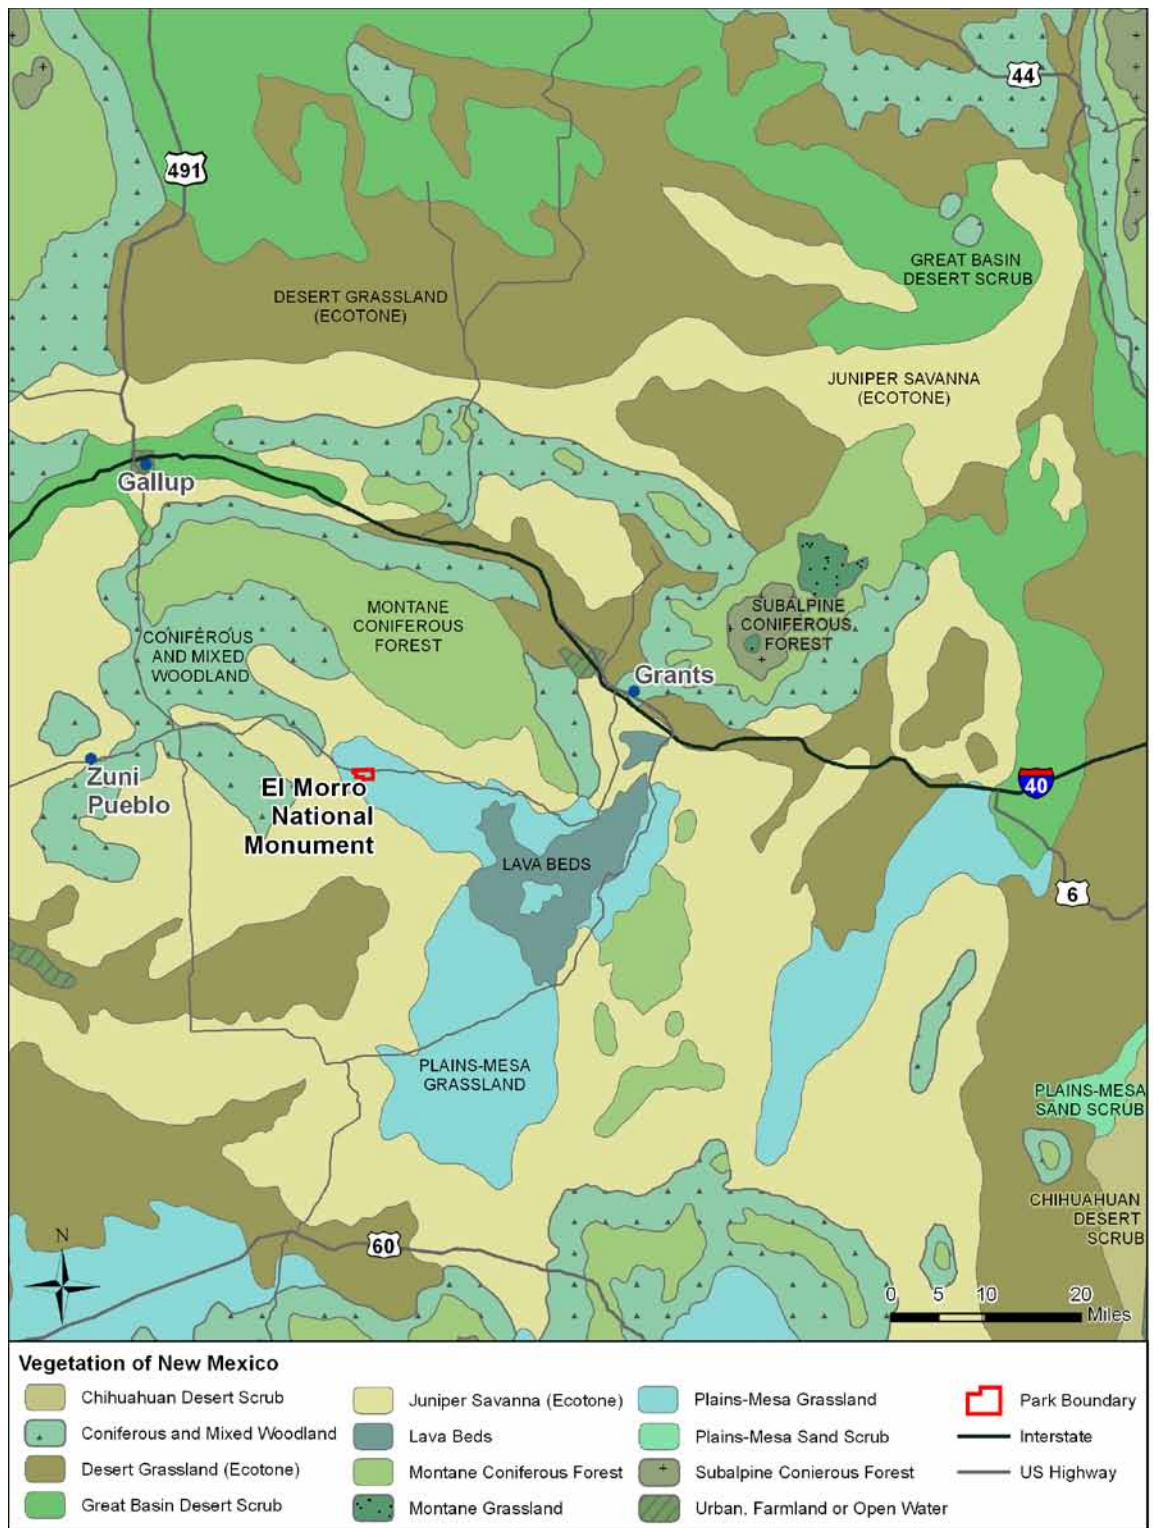 44
491
GREAT BASIN
DESERT SCRUB
DESERT GRASSLAND
(ECOTONE)
JUNIPER SAVANNA
(ECOTONE)
Gallup
MONTANE
CONIFEROUS
FOREST
SUBALPINE
CONIFEROUS
FOREST
CONIFEROUS
AND MIXED
WOODLAND
Grants
Zuni
Pueblo
El Morro
National
Monument
40
LAVA BEDS
6
PLAINS-MESA
GRASSLAND
PLAINS-MESA
SAND SCRUB
CHIHUAHUAN
DESERT
SCRUB
N
60
0 5 10 20
Miles
Vegetation of New Mexico
Chihuahuan Desert Scrub
Coniferous and Mixed Woodland
Desert Grassland (Ecotone)
Great Basin Desert Scrub
Juniper Savanna (Ecotone)
Lava Beds
Montane Coniferous Forest
Montane Grassland
Plains-Mesa Grassland
Plains-Mesa Sand Scrub
Subalpine Conierous Forest
Urban, Farmland or Open Water
Park Boundary
Interstate
US Highway